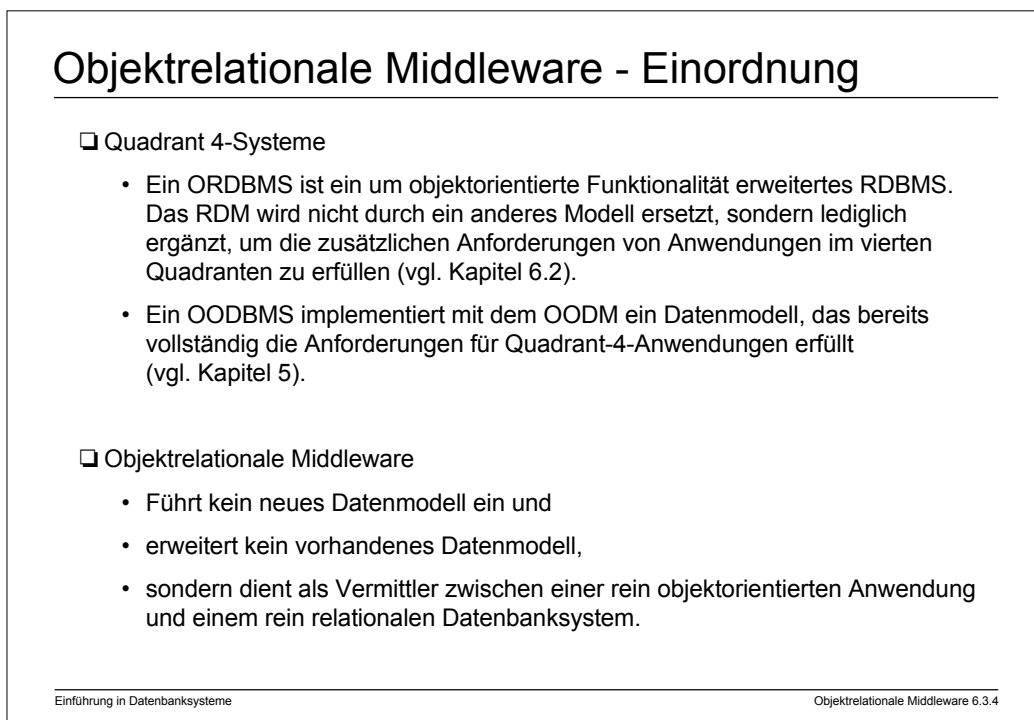 Objektrelationale Middleware - Einordnung
❏ Quadrant 4-Systeme
• Ein ORDBMS ist ein um objektorientierte Funktionalität erweitertes RDBMS.
Das RDM wird nicht durch ein anderes Modell ersetzt, sondern lediglich
ergänzt, um die zusätzlichen Anforderungen von Anwendungen im vierten
Quadranten zu erfüllen (vgl. Kapitel 6.2).
• Ein OODBMS implementiert mit dem OODM ein Datenmodell, das bereits
vollständig die Anforderungen für Quadrant-4-Anwendungen erfüllt
(vgl. Kapitel 5).
❏ Objektrelationale Middleware
• Führt kein neues Datenmodell ein und
• erweitert kein vorhandenes Datenmodell,
• sondern dient als Vermittler zwischen einer rein objektorientierten Anwendung
und einem rein relationalen Datenbanksystem.
Einführung in Datenbanksysteme
Objektrelationale Middleware 6.3.4